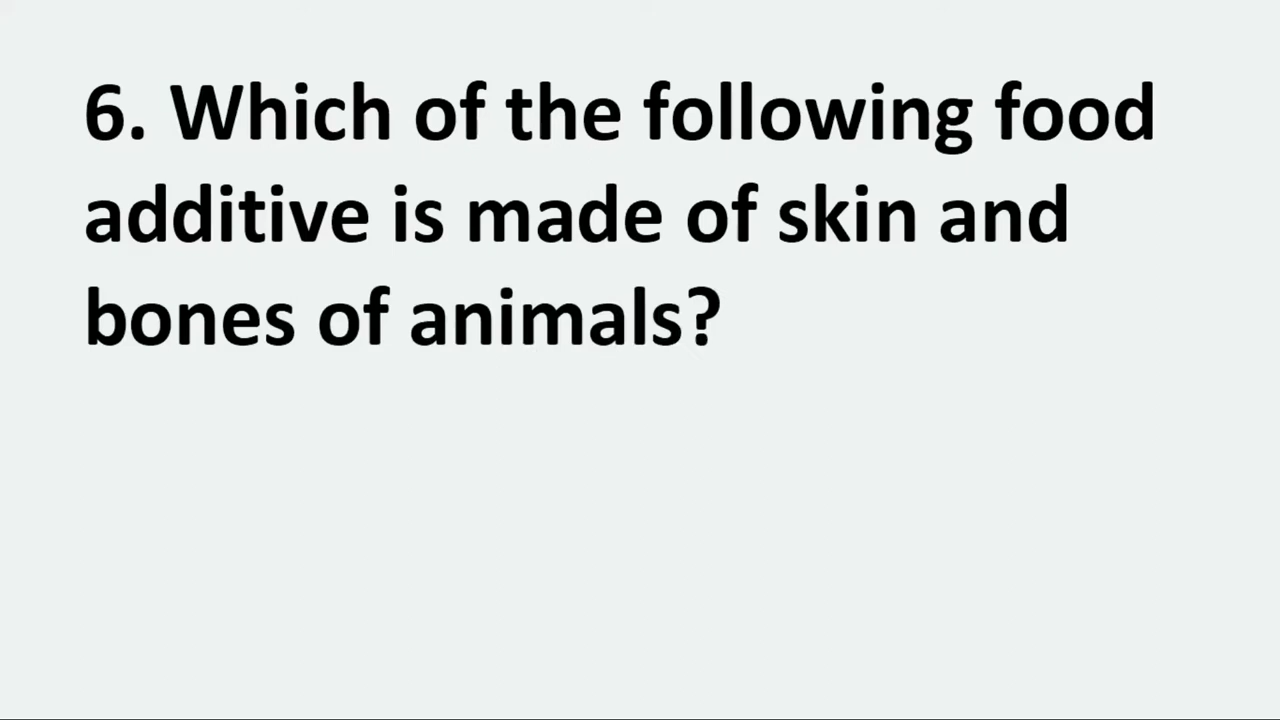 6. Which of the following food
additive is made of skin and
bones of animals?